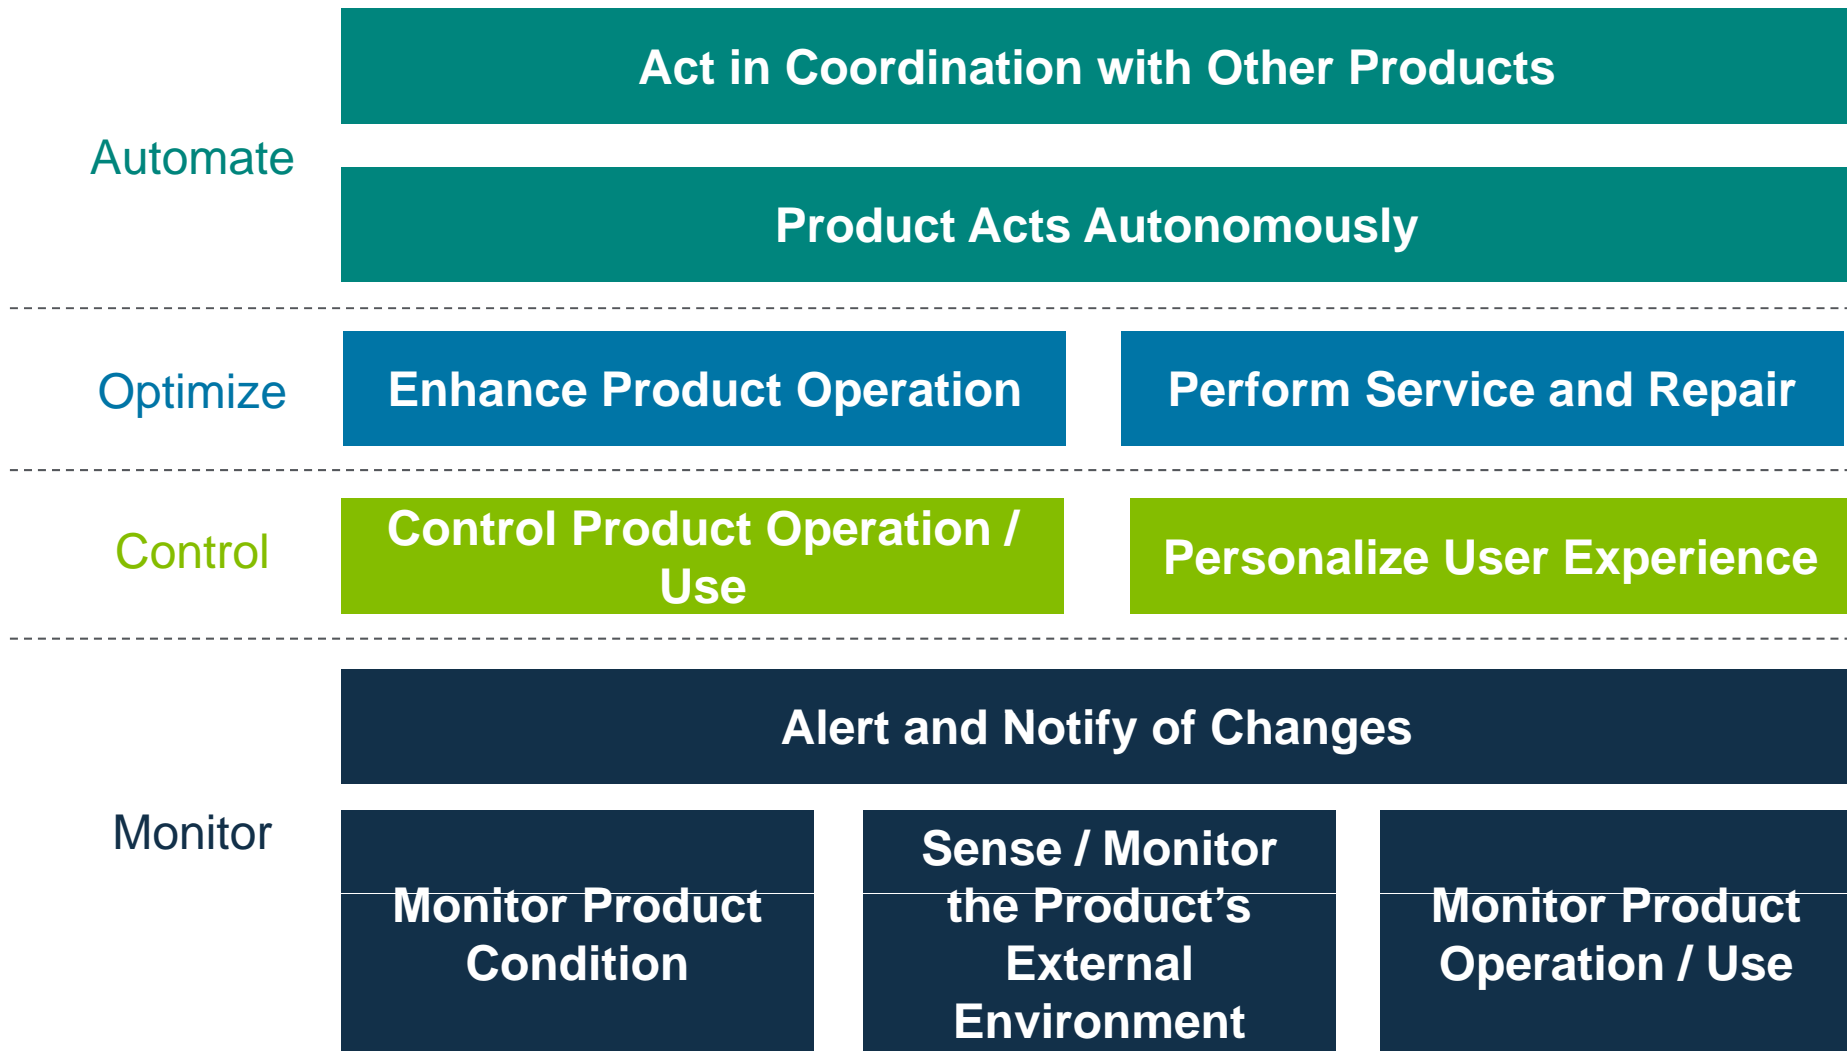 Act in Coordination with Other Products
Automate
Product Acts Autonomously
Optimize
Enhance Product Operation
Perform Service and Repair
Control
Control Product Operation /
Use
Personalize User Experience
Alert and Notify of Changes
Monitor
Monitor Product
Condition
Sense / Monitor
the Product’s
External
Environment
Monitor Product
Operation / Use